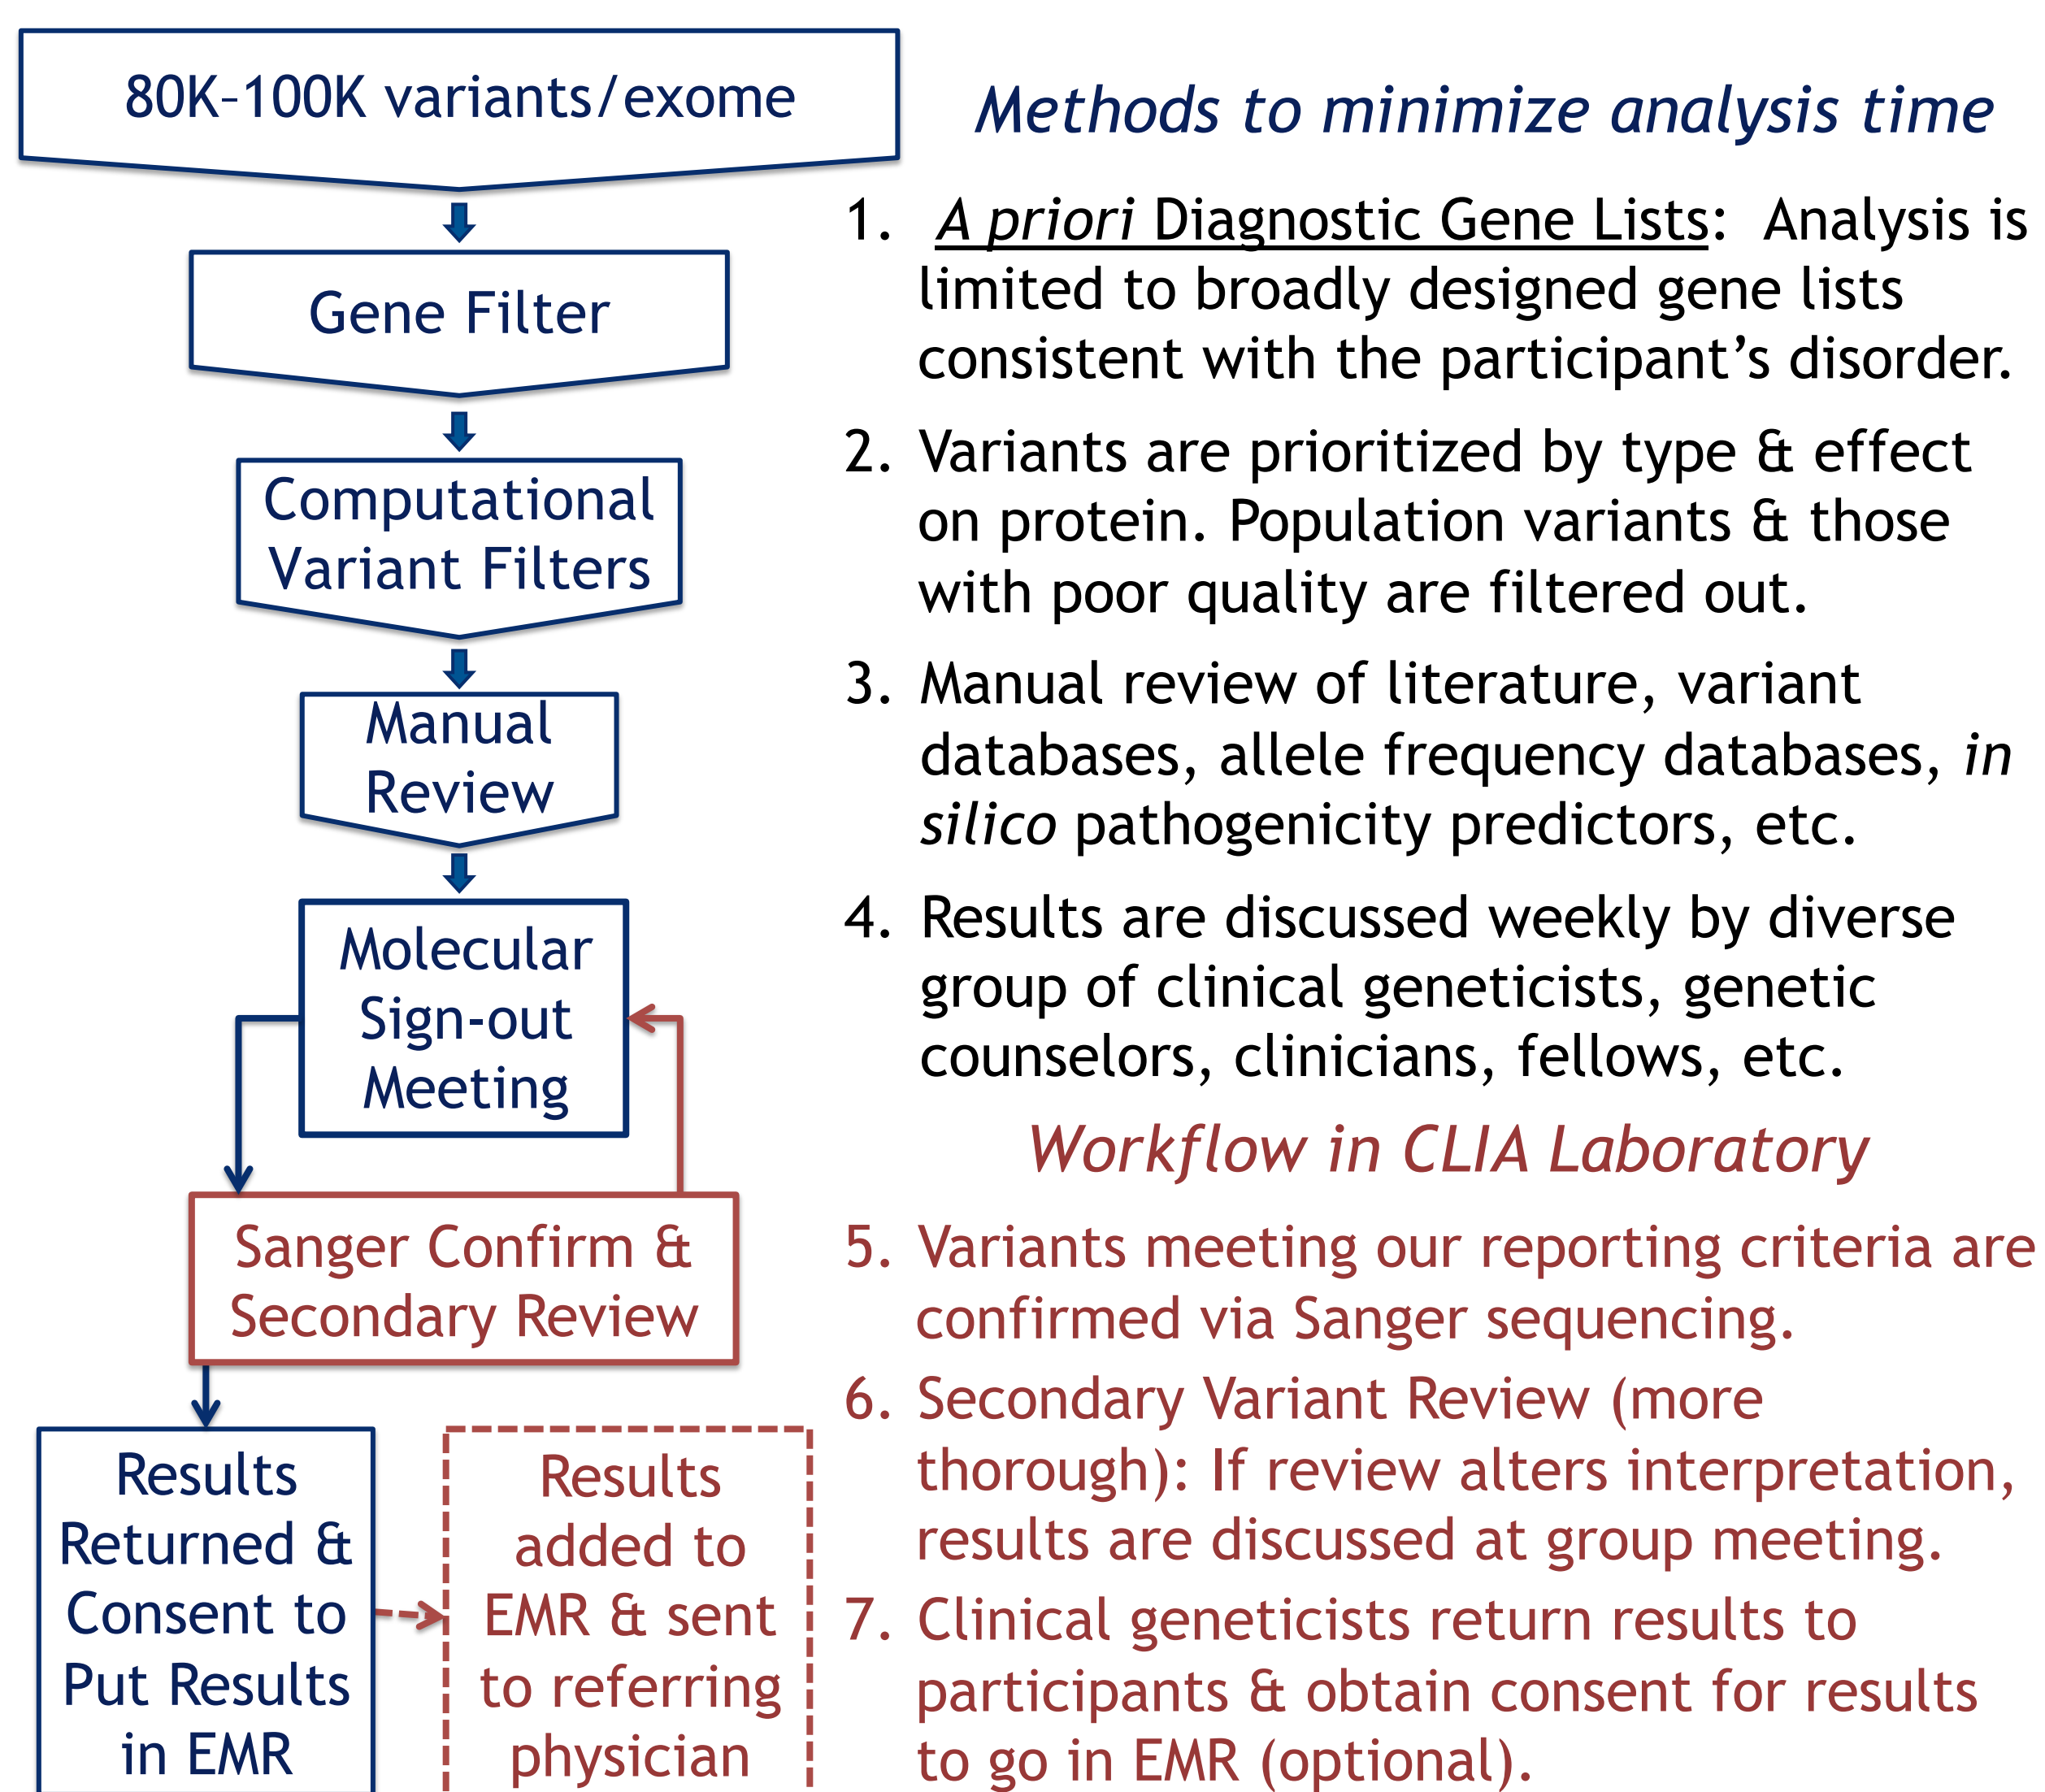 80K–100K variants/exome
Gene Filter
Computational
Variant Filters
Manual
Review
Molecular
Sign-out
Meeting
Sanger Confirm &
Secondary Review
Results
Returned &
Consent to
Put Results
in EMR
Results
added to
EMR & sent
to referring
physician
Methods to minimize analysis time
1. A priori Diagnostic Gene Lists: Analysis is
limited to broadly designed gene lists
consistent with the participant’s disorder.
2. Variants are prioritized by type & effect
on protein. Population variants & those
with poor quality are filtered out.
3. Manual review of literature, variant
databases, allele frequency databases, in
silico pathogenicity predictors, etc.
4. Results are discussed weekly by diverse
group of clinical geneticists, genetic
counselors, clinicians, fellows, etc.
Workflow in CLIA Laboratory
5. Variants meeting our reporting criteria are
confirmed via Sanger sequencing.
6. Secondary Variant Review (more
thorough): If review alters interpretation,
results are discussed at group meeting.
7. Clinical geneticists return results to
participants & obtain consent for results
to go in EMR (optional).